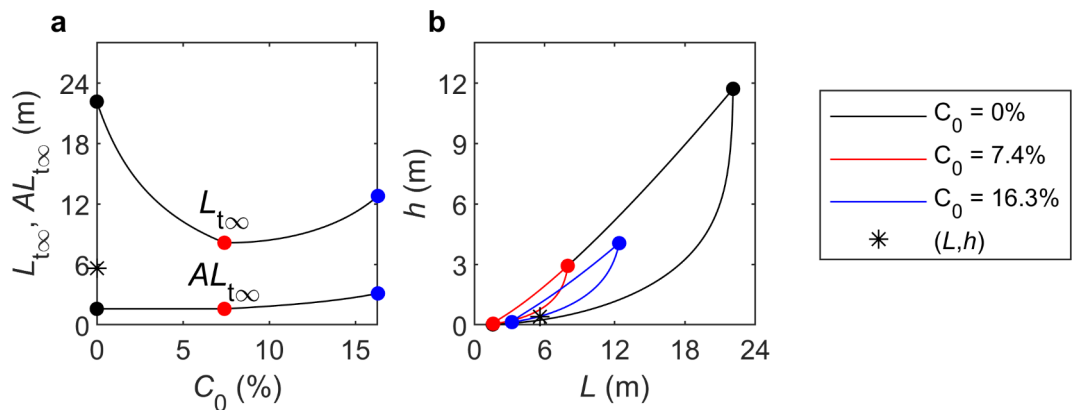 a
L_t∞, AL_t∞ (m)
24
18
12
6
0
L_t∞
AL_t∞
0
5
10
15
C_0 (%)
b
h (m)
12
9
6
3
0
0
6
12
18
24
L (m)
C_0 = 0%
C_0 = 7.4%
C_0 = 16.3%
(L,h)